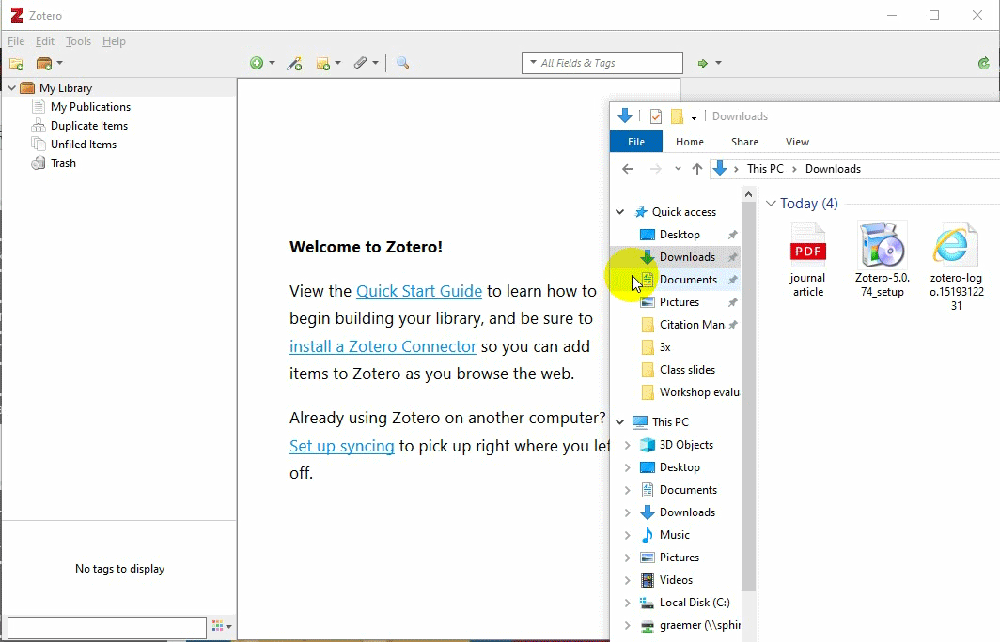 Zotero
File Edit Tools Help
All Fields & Tags
My Library
My Publications
Duplicate Items
Unfiled Items
Trash
Welcome to Zotero!
View the Quick Start Guide to learn how to
begin building your library, and be sure to
install a Zotero Connector so you can add
items to Zotero as you browse the web.
Already using Zotero on another computer?
Set up syncing to pick up right where you lef
off.
No tags to display
Downloads
File Home Share View
This PC Downloads
Quick access
Desktop
Downloads
Documents
Pictures
Citation Man
3x
Class slides
Workshop evalu
This PC
3D Objects
Desktop
Documents
Downloads
Music
Pictures
Videos
Local Disk (C:)
graemer (\\sphin
Today (4)
PDF
journal
article
Zotero-5.0.
74_setup
zotero-log
o.15193122
31